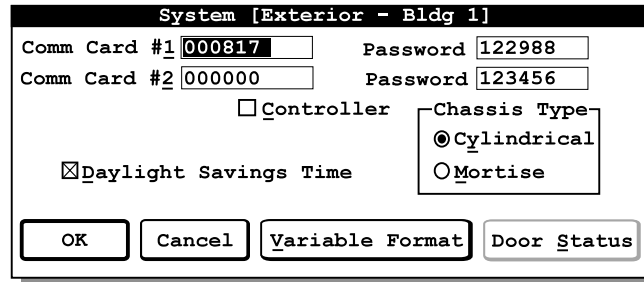 System [Exterior - Bldg 1]
Comm Card #1 000817 Password 122988
Comm Card #2 000000 Password 123456
Controller Chassis Type
Cylindrical
Daylight Savings Time Mortise
OK Cancel Variable Format Door Status